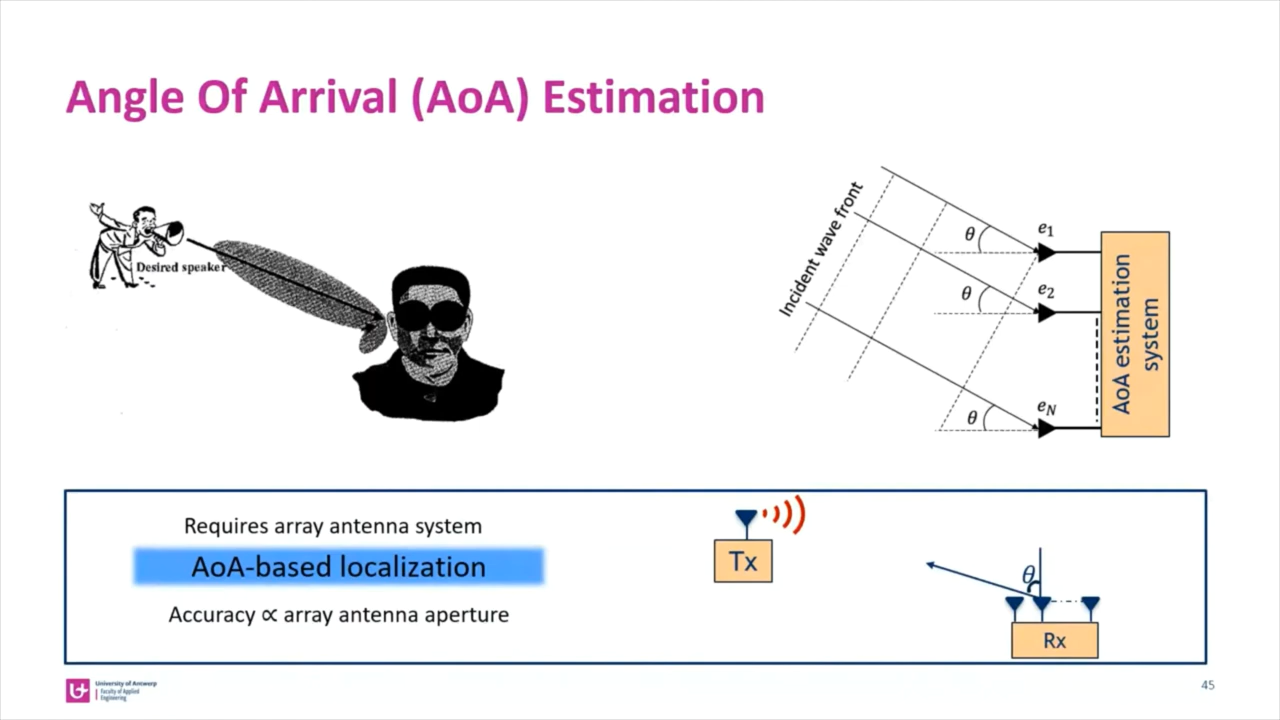 Angle Of Arrival (AoA) Estimation
Desired speaker
Incident wave front
θ
e₁
θ
e₂
θ
e_N
AoA estimation
system
Requires array antenna system
AoA-based localization
Accuracy ∝ array antenna aperture
Tx
θ
Rx
University of Antwerp
Faculty of Applied
Engineering
45